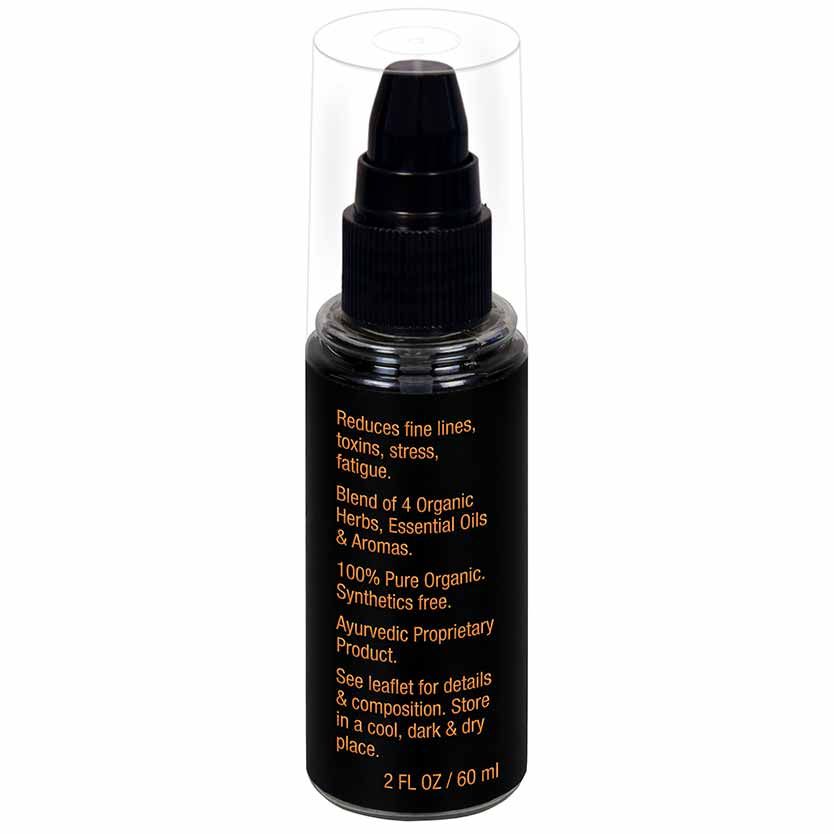 Reduces fine lines,
toxins, stress,
fatigue.
Blend of 4 Organic
Herbs, Essential Oils
& Aromas.
100% Pure Organic.
Synthetics free.
Ayurvedic Proprietary
Product.
See leaflet for details
& composition. Store
in a cool, dark & dry
place.
2 FL OZ / 60 ml